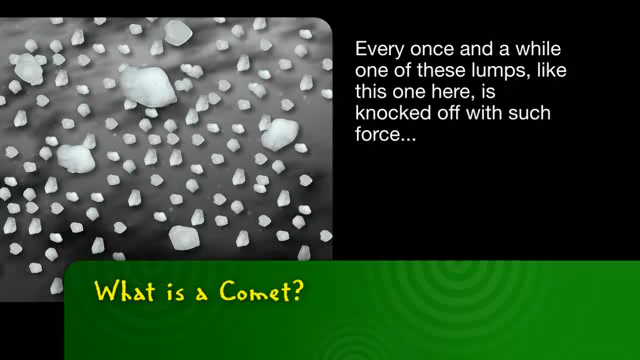 Every once and a while
one of these lumps, like
this one here, is
knocked off with such
force...
What is a Comet?